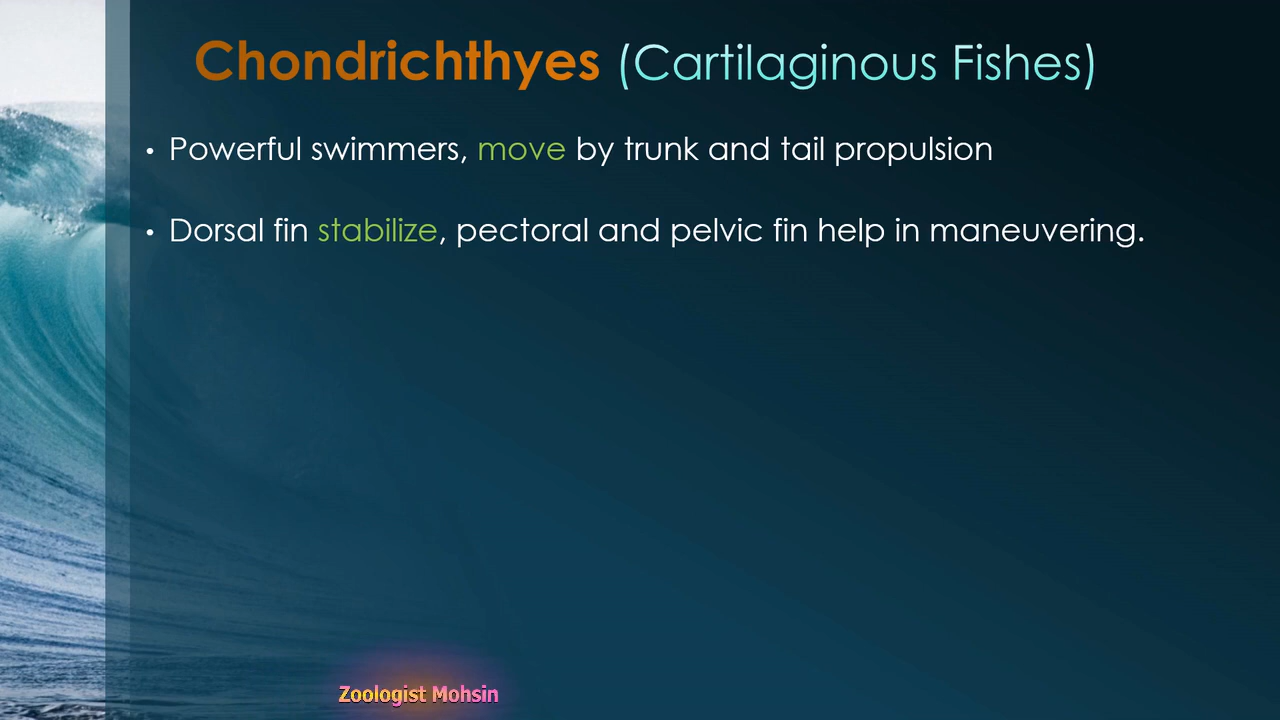 Chondrichthyes (Cartilaginous Fishes)
• Powerful swimmers, move by trunk and tail propulsion
• Dorsal fin stabilize, pectoral and pelvic fin help in maneuvering.
Zoologist Mohsin